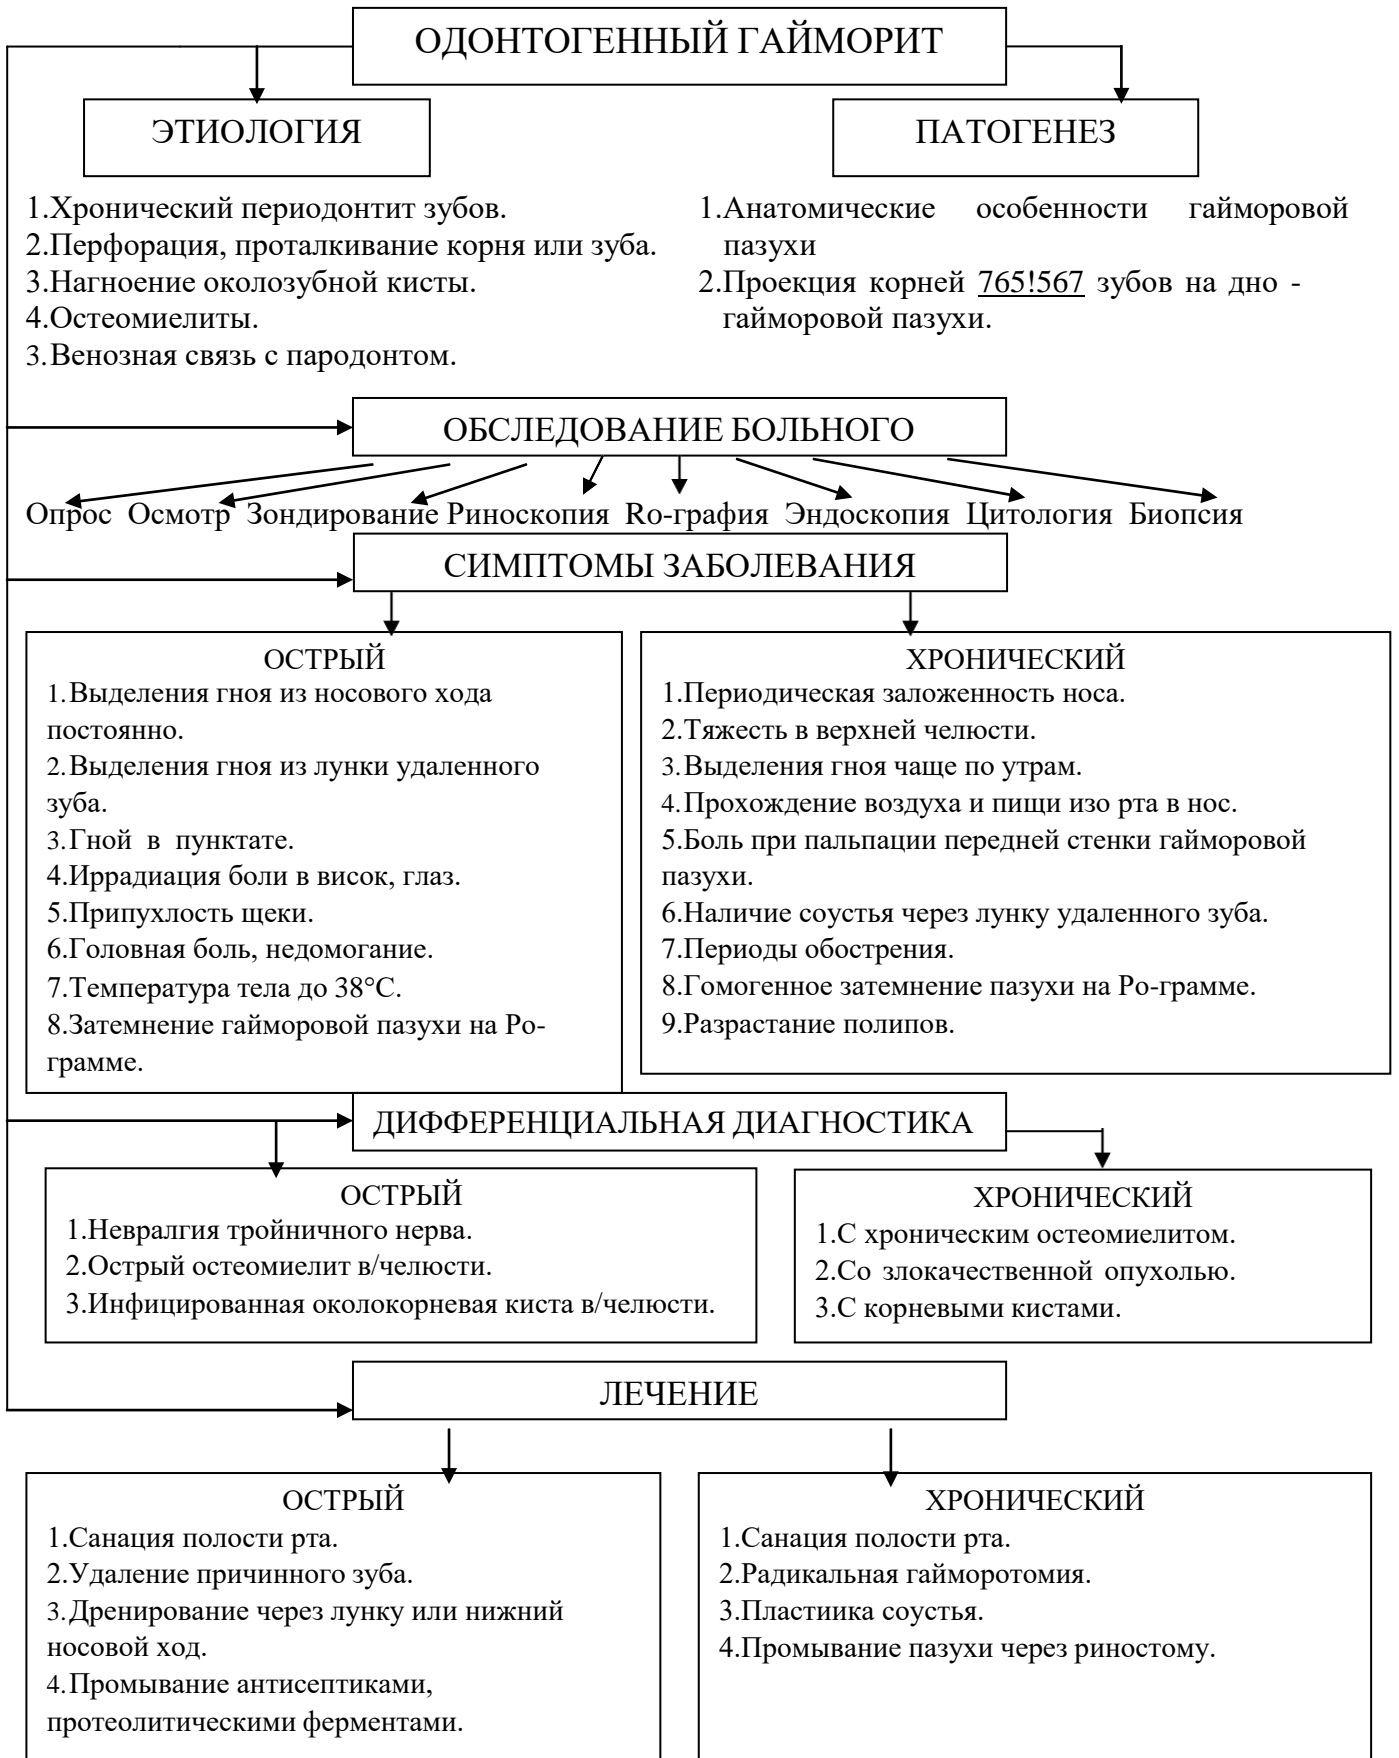 ОДОНТОГЕННЫЙ ГАЙМОРИТ
ЭТИОЛОГИЯ
1.Хронический периодонтит зубов.
2.Перфорация, проталкивание корня или зуба.
3.Нагноение околозубной кисты.
4.Остеомиелиты.
3.Венозная связь с пародонтом.
ПАТОГЕНЕЗ
1.Анатомические особенности гайморовой
пазухи
2.Проекция корней 765!567 зубов на дно -
гайморовой пазухи.
ОБСЛЕДОВАНИЕ БОЛЬНОГО
Опрос Осмотр Зондирование Риноскопия Ro-графия Эндоскопия Цитология Биопсия
СИМПТОМЫ ЗАБОЛЕВАНИЯ
ОСТРЫЙ
1.Выделения гноя из носового хода
постоянно.
2.Выделения гноя из лунки удаленного
зуба.
3.Гной в пунктате.
4.Иррадиация боли в висок, глаз.
5.Припухлость щеки.
6.Головная боль, недомогание.
7.Температура тела до 38°С.
8.Затемнение гайморовой пазухи на Ро-
грамме.
ХРОНИЧЕСКИЙ
1.Периодическая заложенность носа.
2.Тяжесть в верхней челюсти.
3.Выделения гноя чаще по утрам.
4.Прохождение воздуха и пищи изо рта в нос.
5.Боль при пальпации передней стенки гайморовой
пазухи.
6.Наличие соустья через лунку удаленного зуба.
7.Периоды обострения.
8.Гомогенное затемнение пазухи на Ро-грамме.
9.Разрастание полипов.
ДИФФЕРЕНЦИАЛЬНАЯ ДИАГНОСТИКА
ОСТРЫЙ
1.Невралгия тройничного нерва.
2.Острый остеомиелит в/челюсти.
3.Инфицированная околокорневая киста в/челюсти.
ХРОНИЧЕСКИЙ
1.С хроническим остеомиелитом.
2.Со злокачественной опухолью.
3.С корневыми кистами.
ЛЕЧЕНИЕ
ОСТРЫЙ
1.Санация полости рта.
2.Удаление причинного зуба.
3.Дренирование через лунку или нижний
носовой ход.
4.Промывание антисептиками,
протеолитическими ферментами.
ХРОНИЧЕСКИЙ
1.Санация полости рта.
2.Радикальная гайморотомия.
3.Пластиика соустья.
4.Промывание пазухи через риностому.